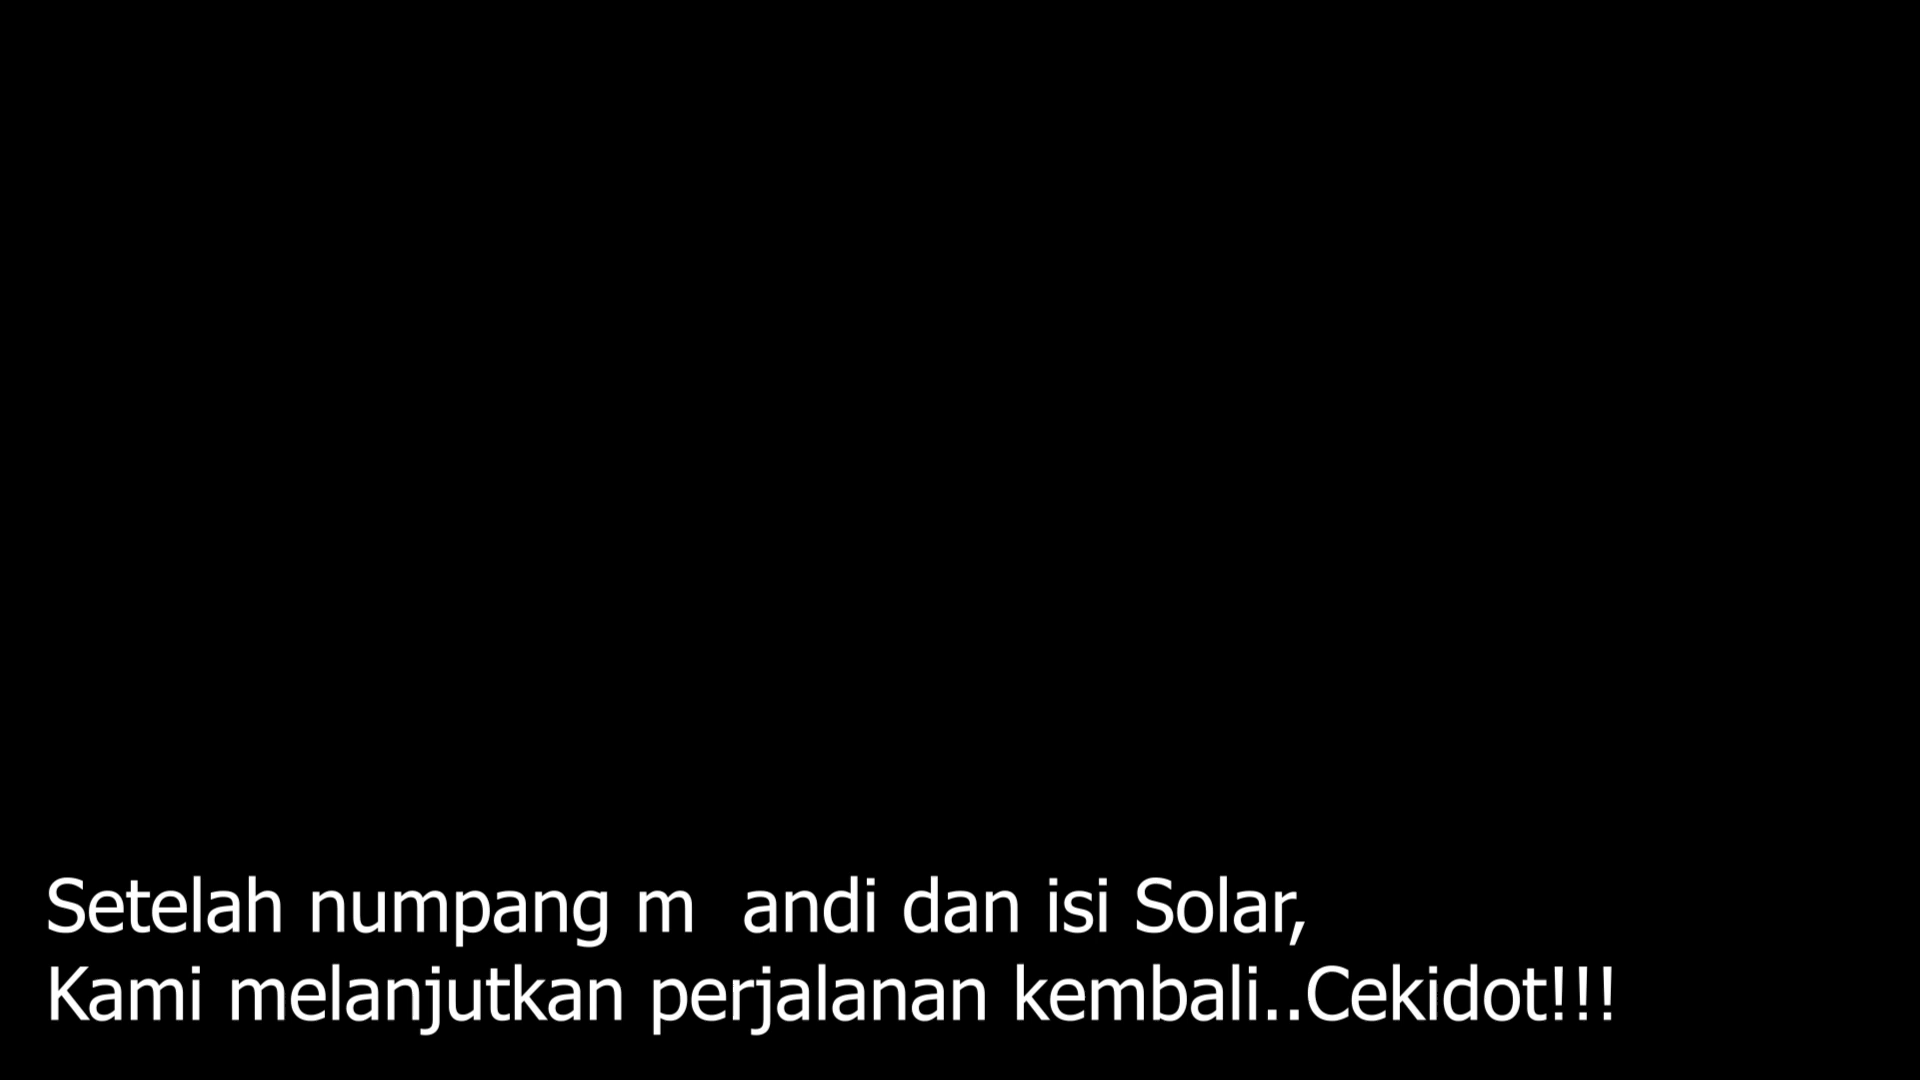 Setelah numpang m  andi dan isi Solar,
Kami melanjutkan perjalanan kembali..Cekidot!!!